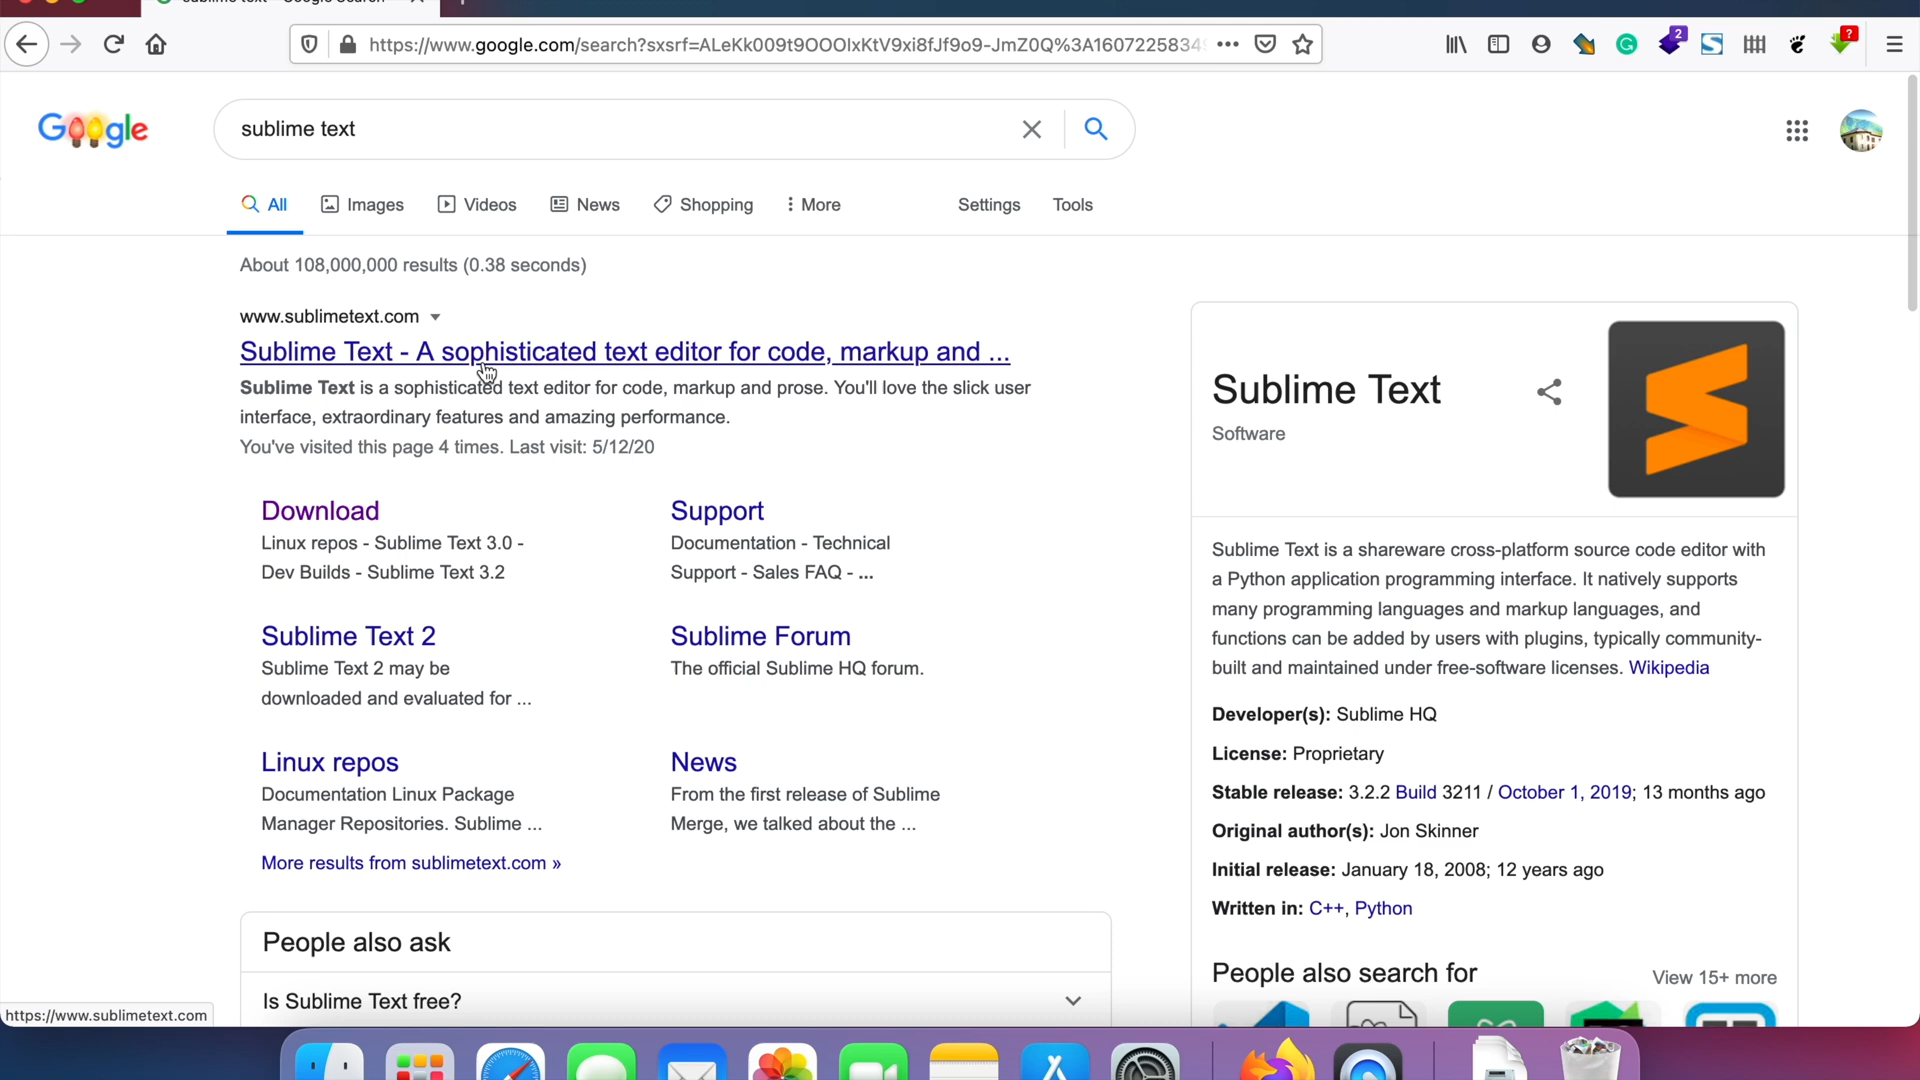 https://www.google.com/search?sxsrf=ALeKk009t9OOOlxKtV9xi8fJf9o9-JmZ0Q%3A160722583
2
?
Google
sublime text
All
Images
Videos
News
Shopping
More
Settings
Tools
About 108,000,000 results (0.38 seconds)
www.sublimetext.com
Sublime Text - A sophisticated text editor for code, markup and ...
Sublime Text is a sophisticated text editor for code, markup and prose. You'll love the slick user
interface, extraordinary features and amazing performance.
You've visited this page 4 times. Last visit: 5/12/20
Download
Linux repos - Sublime Text 3.0 -
Dev Builds - Sublime Text 3.2
Support
Documentation - Technical
Support - Sales FAQ - ...
Sublime Text 2
Sublime Text 2 may be
downloaded and evaluated for ...
Sublime Forum
The official Sublime HQ forum.
Linux repos
Documentation Linux Package
Manager Repositories. Sublime ...
News
From the first release of Sublime
Merge, we talked about the ...
More results from sublimetext.com »
People also ask
Is Sublime Text free?
Sublime Text
Software
Sublime Text is a shareware cross-platform source code editor with
a Python application programming interface. It natively supports
many programming languages and markup languages, and
functions can be added by users with plugins, typically community-
built and maintained under free-software licenses. Wikipedia
Developer(s): Sublime HQ
License: Proprietary
Stable release: 3.2.2 Build 3211 / October 1, 2019; 13 months ago
Original author(s): Jon Skinner
Initial release: January 18, 2008; 12 years ago
Written in: C++, Python
People also search for
View 15+ more
https://www.sublimetext.com